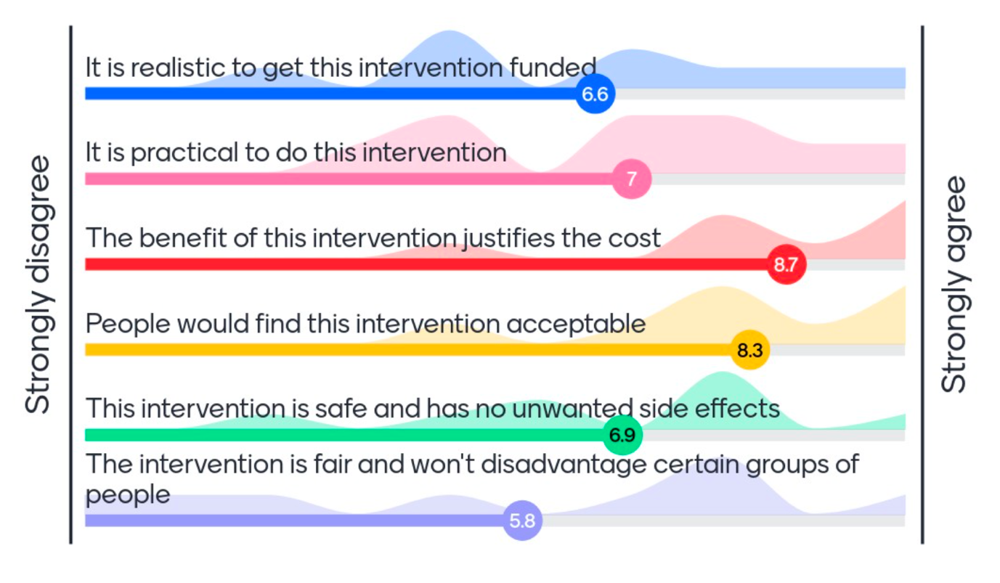 Strongly disagree
It is realistic to get this intervention funded
6.6
It is practical to do this intervention
7
The benefit of this intervention justifies the cost
8.7
People would find this intervention acceptable
8.3
This intervention is safe and has no unwanted side effects
6.9
The intervention is fair and won't disadvantage certain groups of
people
5.8
Strongly agree